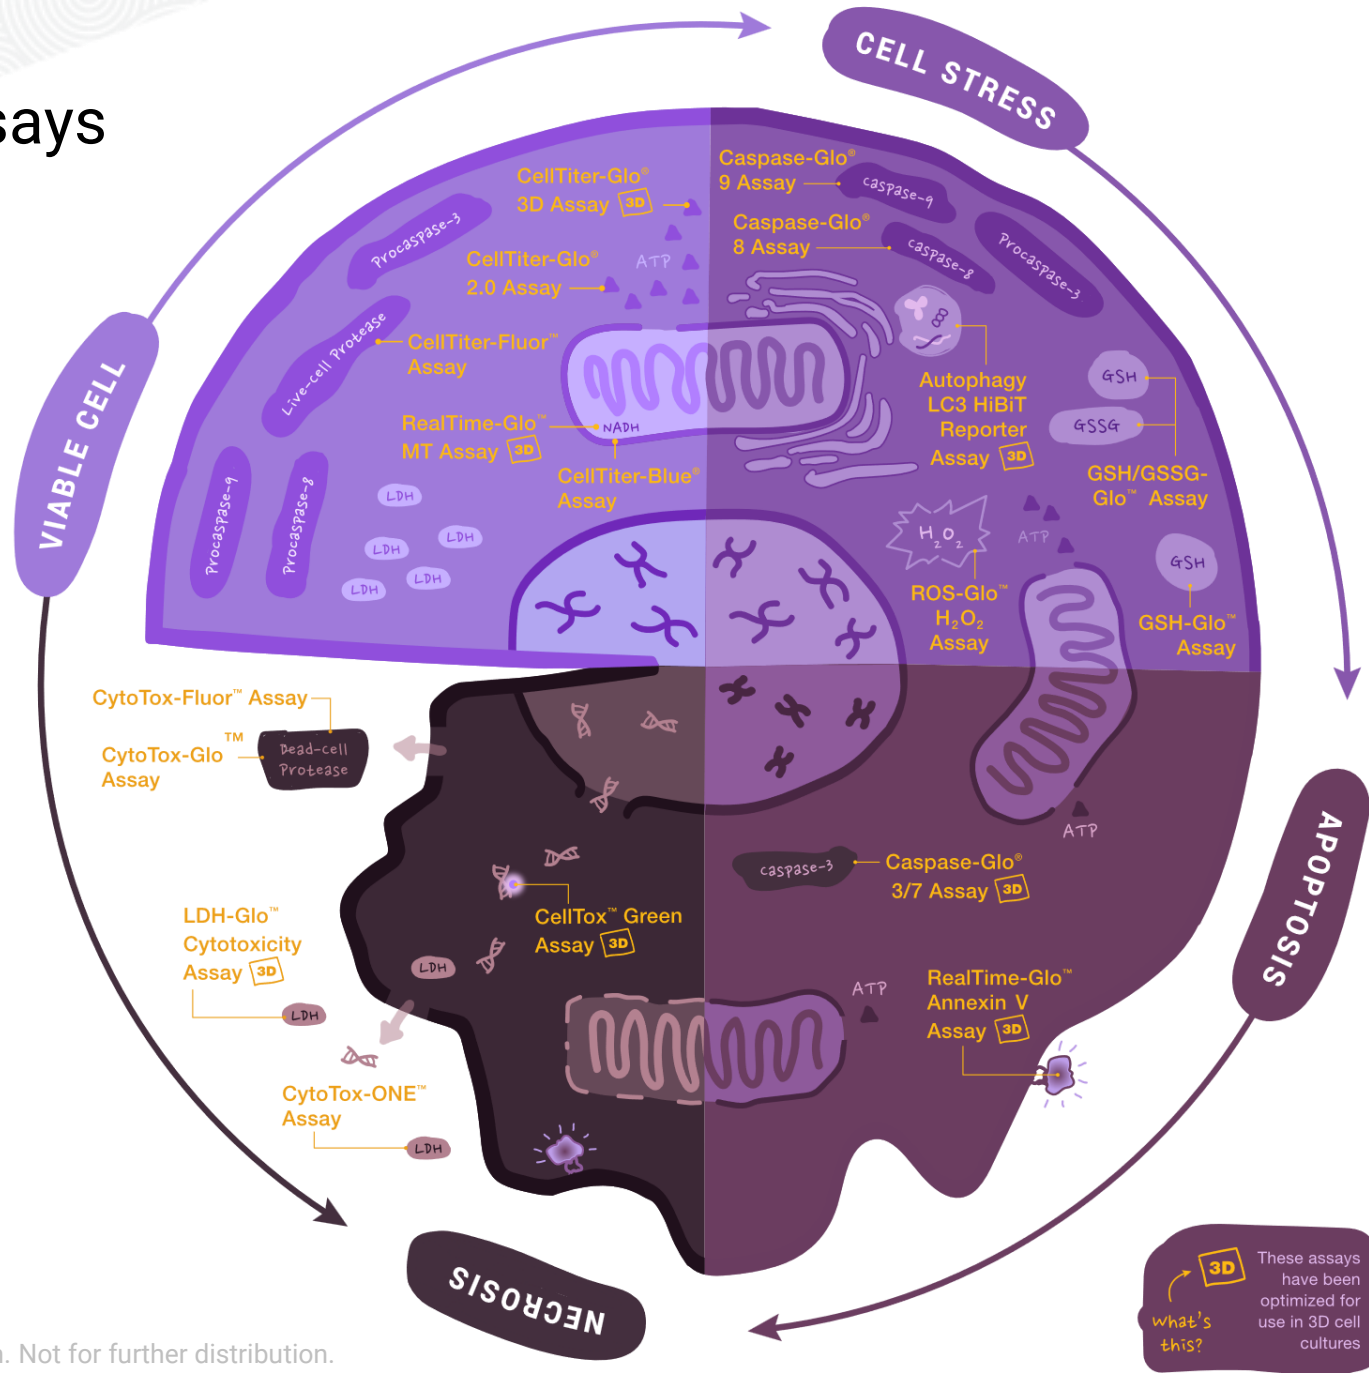 says
CELL STRESS
VIABLE CELL
APOPTOSIS
NECROSIS
CellTiter-Glo®
3D Assay 3D
ATP
CellTiter-Glo®
2.0 Assay
Procaspase-3
Live-cell Protease
CellTiter-Fluor™
Assay
RealTime-Glo™
MT Assay 3D
NADH
CellTiter-Blue®
Assay
Procaspase-9
Procaspase-8
LDH
LDH
LDH
LDH
LDH
Caspase-Glo®
9 Assay
caspase-9
Caspase-Glo®
8 Assay
caspase-8
Procaspase-3
Autophagy
LC3 HiBiT
Reporter
Assay 3D
GSH
GSSG
GSH/GSSG-
Glo™ Assay
H₂O₂
ATP
ROS-Glo™
H₂O₂
Assay
GSH
GSH-Glo™
Assay
CytoTox-Fluor™ Assay
CytoTox-Glo™
Assay
Dead-cell
Protease
ATP
caspase-3
Caspase-Glo®
3/7 Assay 3D
CellTox™ Green
Assay 3D
LDH-Glo™
Cytotoxicity
Assay 3D
LDH
LDH
ATP
RealTime-Glo™
Annexin V
Assay 3D
CytoTox-ONE™
Assay
LDH
3D
what's
this?
These assays
have been
optimized for
use in 3D cell
cultures
. Not for further distribution.